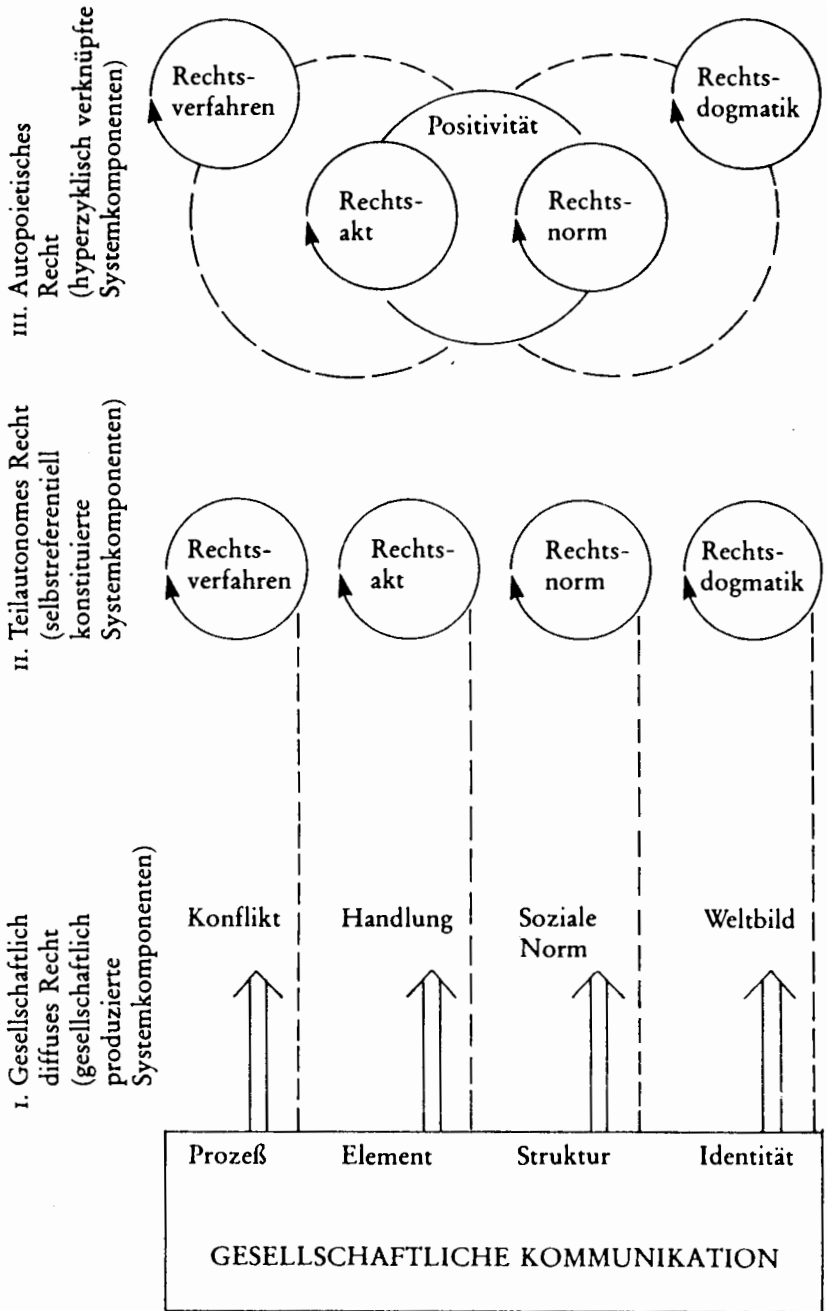 III. Autopoietisches
Recht
(hyperzyklisch verknüpfte
Systemkomponenten)
Rechts-
verfahren
Positivität
Rechts-
dogmatik
Rechts-
akt
Rechts-
norm
II. Teilautonomes Recht
(selbstreferentiell
konstituierte
Systemkomponenten)
Rechts-
verfahren
Rechts-
akt
Rechts-
norm
Rechts-
dogmatik
I. Gesellschaftlich
diffuses Recht
(gesellschaftlich
produzierte
Systemkomponenten)
Konflikt
Handlung
Soziale
Norm
Weltbild
Prozeß
Element
Struktur
Identität
GESELLSCHAFTLICHE KOMMUNIKATION